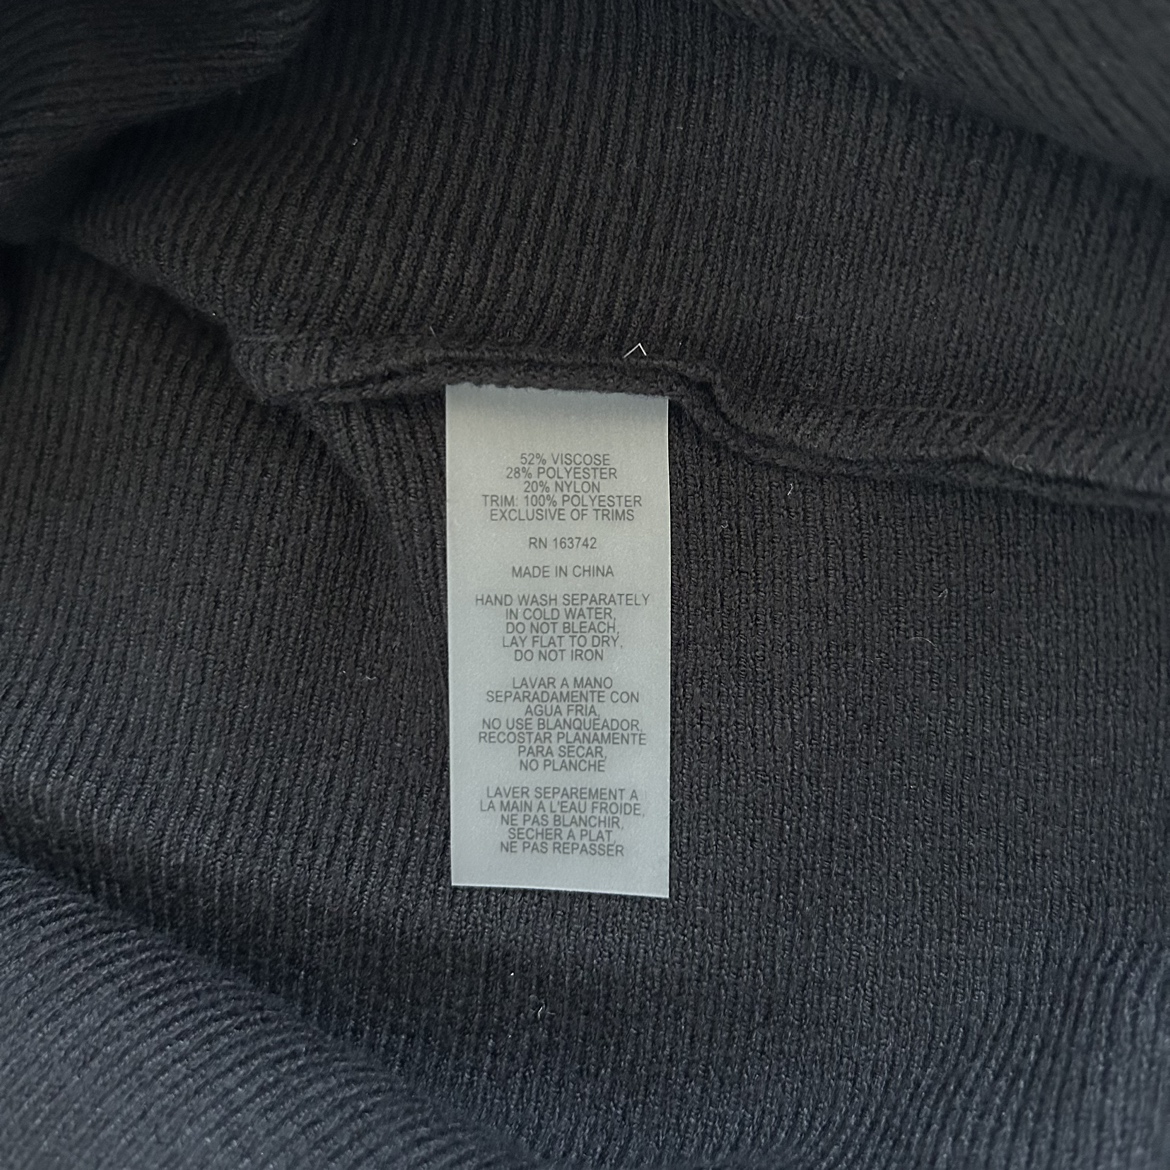 52% VISCOSE
28% POLYESTER
20% NYLON
TRIM: 100% POLYESTER
EXCLUSIVE OF TRIMS
RN 163742
MADE IN CHINA
HAND WASH SEPARATELY
IN COLD WATER,
DO NOT BLEACH,
LAY FLAT TO DRY,
DO NOT IRON
LAVAR A MANO
SEPARADAMENTE CON
AGUA FRIA,
NO USE BLANQUEADOR,
RECOSTAR PLANAMENTE
PARA SECAR,
NO PLANCHE
LAVER SEPAREMENT A
LA MAIN A L'EAU FROIDE,
NE PAS BLANCHIR,
SECHER A PLAT,
NE PAS REPASSER